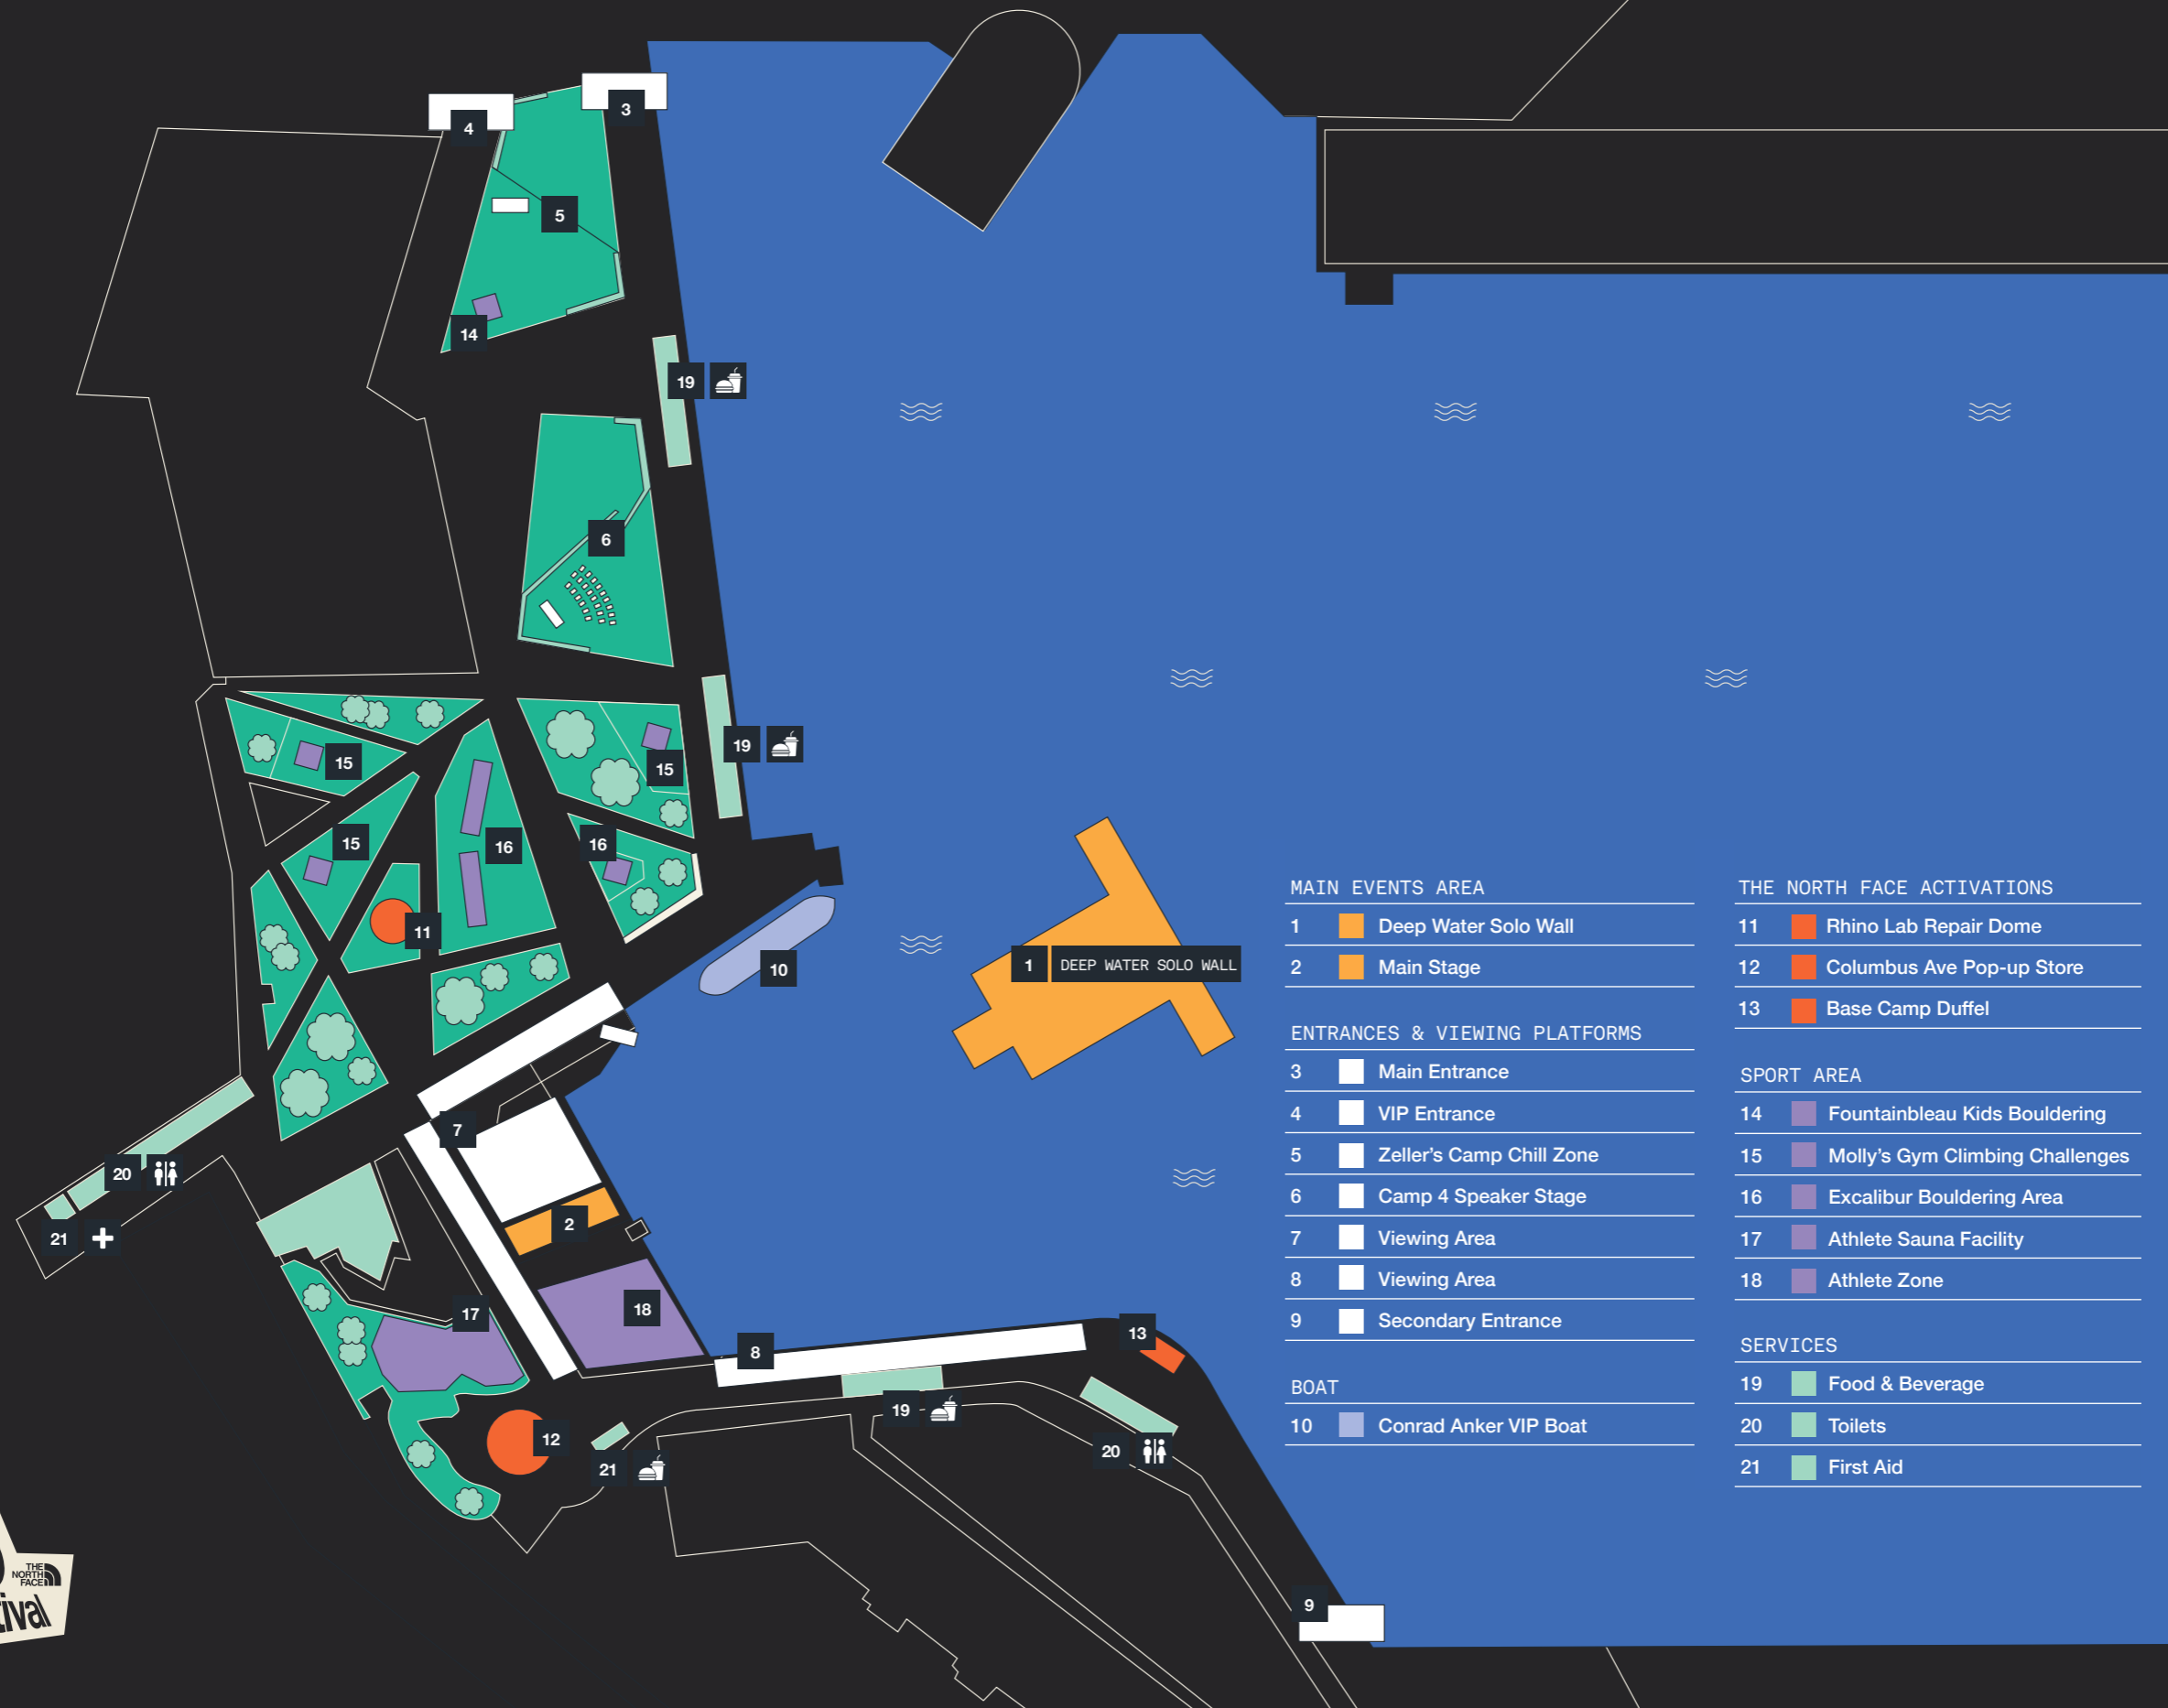 3
4
5
14
19
6
19
15
15
15
16
16
11
10
1 DEEP WATER SOLO WALL
7
20
21
2
18
17
8
13
19
12
21
20
9
THE
NORTH
FACE
tival
MAIN EVENTS AREA
1 Deep Water Solo Wall
2 Main Stage
ENTRANCES & VIEWING PLATFORMS
3 Main Entrance
4 VIP Entrance
5 Zeller's Camp Chill Zone
6 Camp 4 Speaker Stage
7 Viewing Area
8 Viewing Area
9 Secondary Entrance
BOAT
10 Conrad Anker VIP Boat
THE NORTH FACE ACTIVATIONS
11 Rhino Lab Repair Dome
12 Columbus Ave Pop-up Store
13 Base Camp Duffel
SPORT AREA
14 Fountainbleau Kids Bouldering
15 Molly's Gym Climbing Challenges
16 Excalibur Bouldering Area
17 Athlete Sauna Facility
18 Athlete Zone
SERVICES
19 Food & Beverage
20 Toilets
21 First Aid